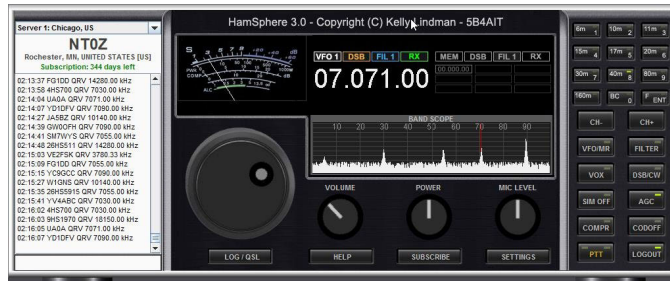 HamSphere 3.0 - Copyright (C) Kelly Lindman - 5B4AIT
Server 1: Chicago, US
NT0Z
Rochester, MN, UNITED STATES [US]
Subscription: 344 days left
02:13:37 FG1DD QRV 14280.00 kHz
02:13:58 4HS700 QRV 7030.00 kHz
02:14:04 UA0A QRV 7071.00 kHz
02:14:07 YD1DFV QRV 7090.00 kHz
02:14:27 JA5BZ QRV 10140.00 kHz
02:14:39 GW0OFH QRV 7090.00 kHz
02:14:41 SM7WYS QRV 7055.00 kHz
02:14:48 26HS511 QRV 14280.00 kHz
02:15:03 VE2FSK QRV 3780.33 kHz
02:15:09 FG1DD QRV 7055.00 kHz
02:15:15 YC9GCC QRV 7090.00 kHz
02:15:27 W1GNS QRV 10140.00 kHz
02:15:35 26HS5915 QRV 7055.00 kHz
02:15:41 YV4ABC QRV 7030.00 kHz
02:16:02 4HS700 QRV 7030.00 kHz
02:16:03 9HS1970 QRV 18150.00 kHz
02:16:05 UA0A QRV 7071.00 kHz
02:16:07 YD1DFV QRV 7090.00 kHz
S
PWR
COMP
ALC
dB
VFO 1 DSB FIL 1 RX
MEM DSB FIL 1 RX
07.071.00
00.000.00
BAND SCOPE
10 20 30 40 50 60 70 80 90
VOLUME POWER MIC LEVEL
LOG / QSL HELP SUBSCRIBE SETTINGS
6m 1 10m 2 11m 3
15m 4 17m 5 20m 6
30m 7 40m 8 80m 9
160m BC 0 F ENT
CH- CH+
VFO/MR FILTER
VOX DSB/CW
SIM OFF AGC
COMPR CODOFF
PTT LOGOUT